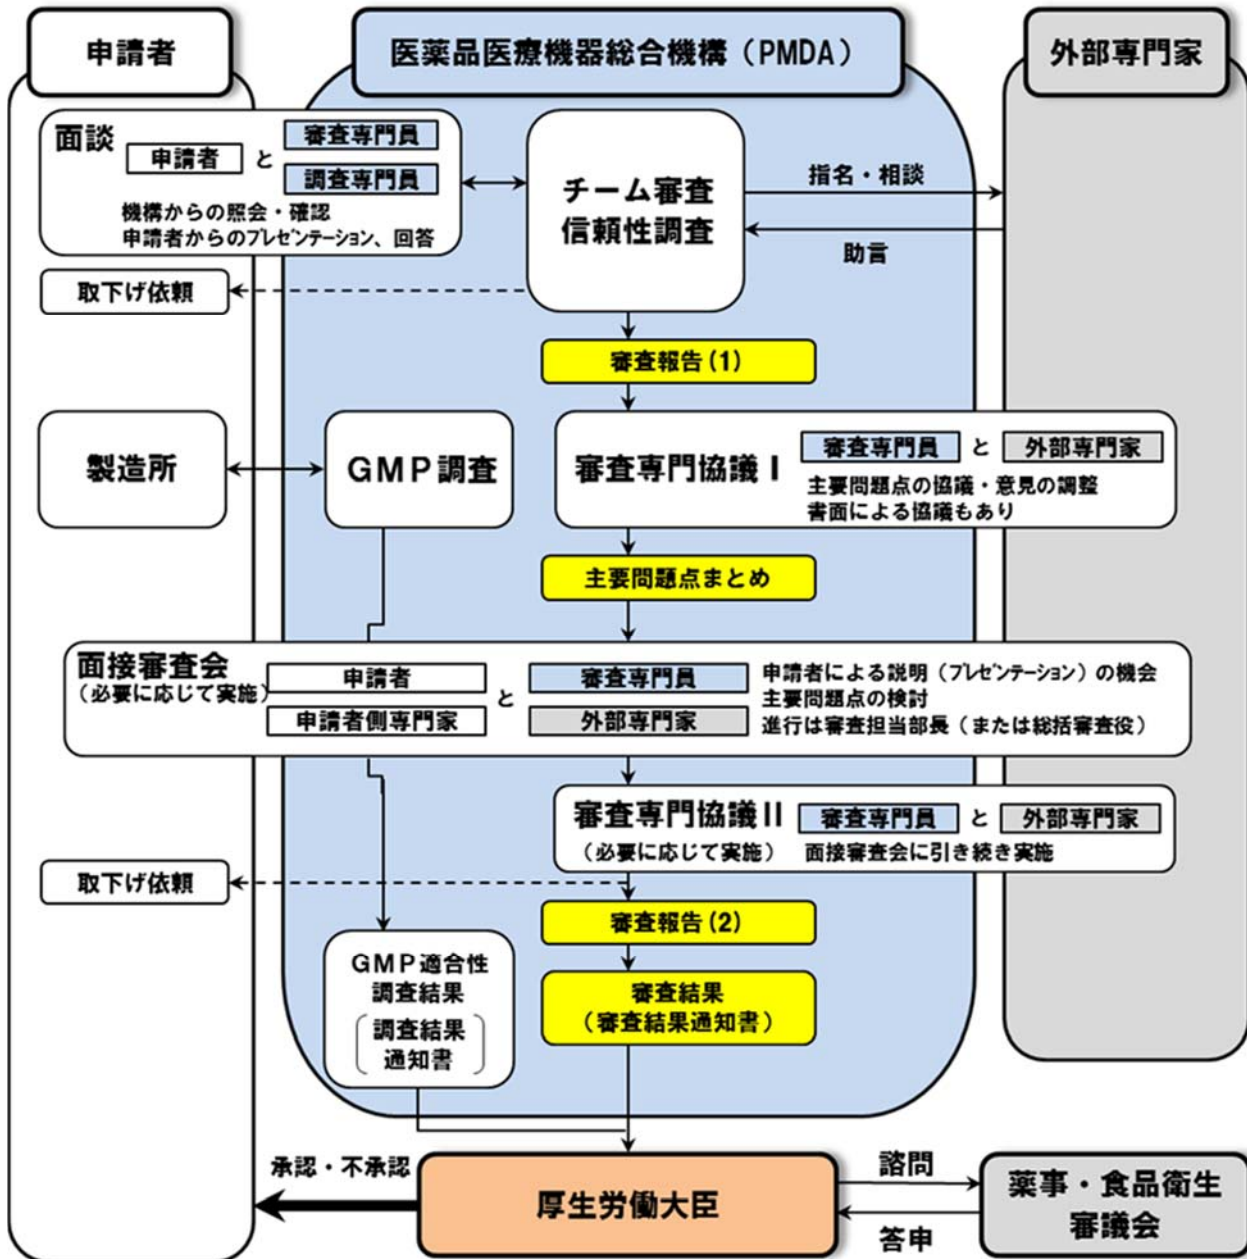 申請者
医薬品医療機器総合機構（PMDA）
外部専門家
面談
申請者 と 審査専門員
調査専門員
機構からの照会・確認
申請者からのプレゼンテーション、回答
チーム審査
信頼性調査
指名・相談
助言
取下げ依頼
審査報告(1)
製造所
GMP調査
審査専門協議Ⅰ
審査専門員 と 外部専門家
主要問題点の協議・意見の調整
書面による協議もあり
主要問題点まとめ
面接審査会
（必要に応じて実施）
申請者
申請者側専門家
と
審査専門員
外部専門家
申請者による説明（プレゼンテーション）の機会
主要問題点の検討
進行は審査担当部長（または総括審査役）
審査専門協議Ⅱ
審査専門員 と 外部専門家
（必要に応じて実施） 面接審査会に引き続き実施
取下げ依頼
審査報告(2)
GMP適合性
調査結果
調査結果
通知書
審査結果
（審査結果通知書）
承認・不承認
厚生労働大臣
諮問
答申
薬事・食品衛生
審議会